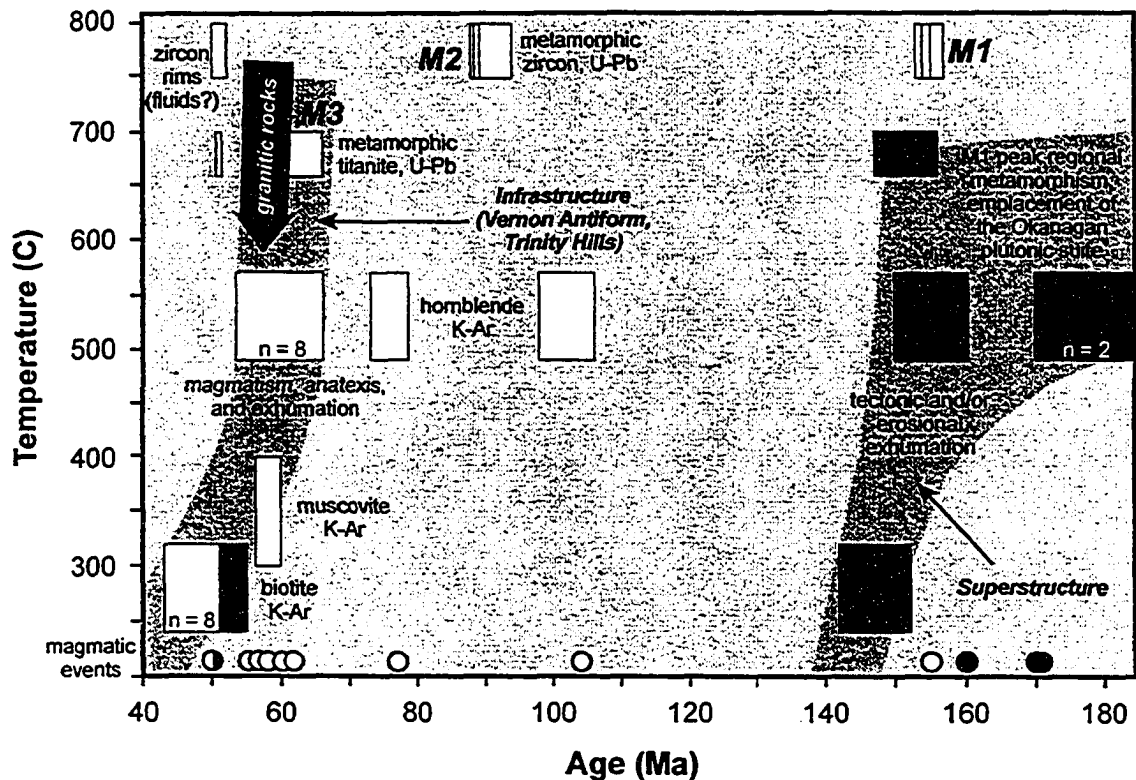 800
700
600
500
400
300
Temperature (C)
zircon
rims
(fluids?)
granitic rocks
M3
M2
metamorphic
zircon, U-Pb
M1
metamorphic
titanite, U-Pb
Infrastructure
(Vernon Antiform,
Trinity Hills)
M1 peak regional
metamorphism,
emplacement of
the Okanagan
plutonic suite
n = 8
hornblende
K-Ar
n = 2
magmatism, anatexis,
and exhumation
tectonic and/or
erosional
exhumation
muscovite
K-Ar
n = 8
biotite
K-Ar
Superstructure
magmatic
events
40
60
80
100
120
140
160
180
Age (Ma)